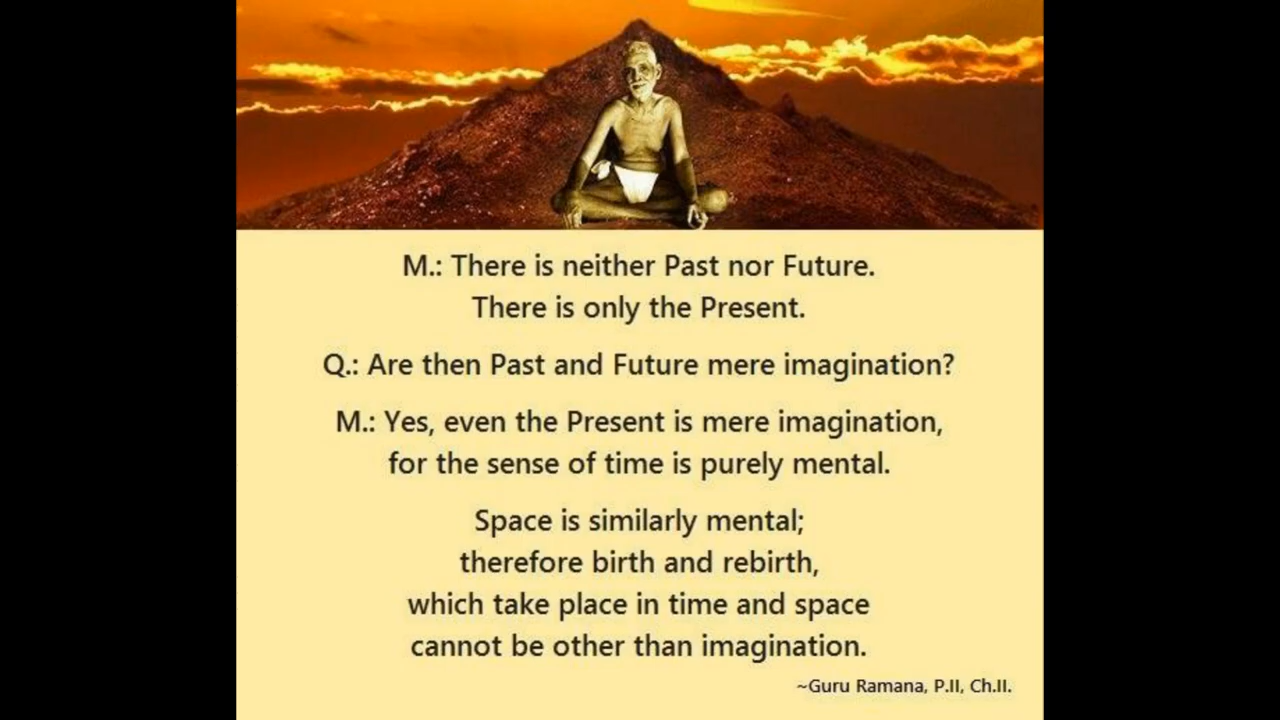 M.: There is neither Past nor Future.
There is only the Present.
Q.: Are then Past and Future mere imagination?
M.: Yes, even the Present is mere imagination,
for the sense of time is purely mental.
Space is similarly mental;
therefore birth and rebirth,
which take place in time and space
cannot be other than imagination.
~Guru Ramana, P.II, Ch.II.